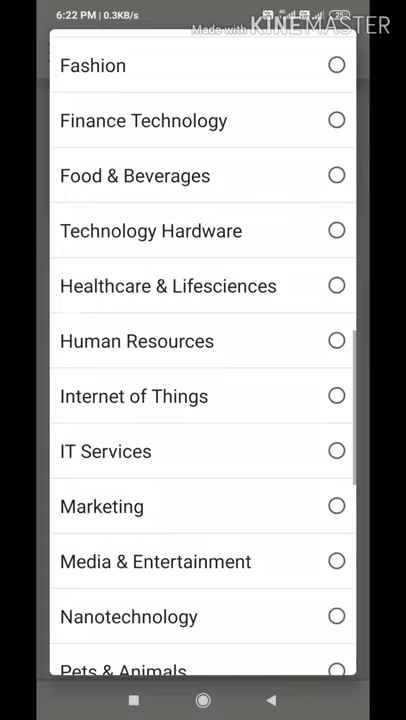 6:22 PM | 0.3KB/s
Made with KINEMASTER
Fashion
Finance Technology
Food & Beverages
Technology Hardware
Healthcare & Lifesciences
Human Resources
Internet of Things
IT Services
Marketing
Media & Entertainment
Nanotechnology
Pets & Animals